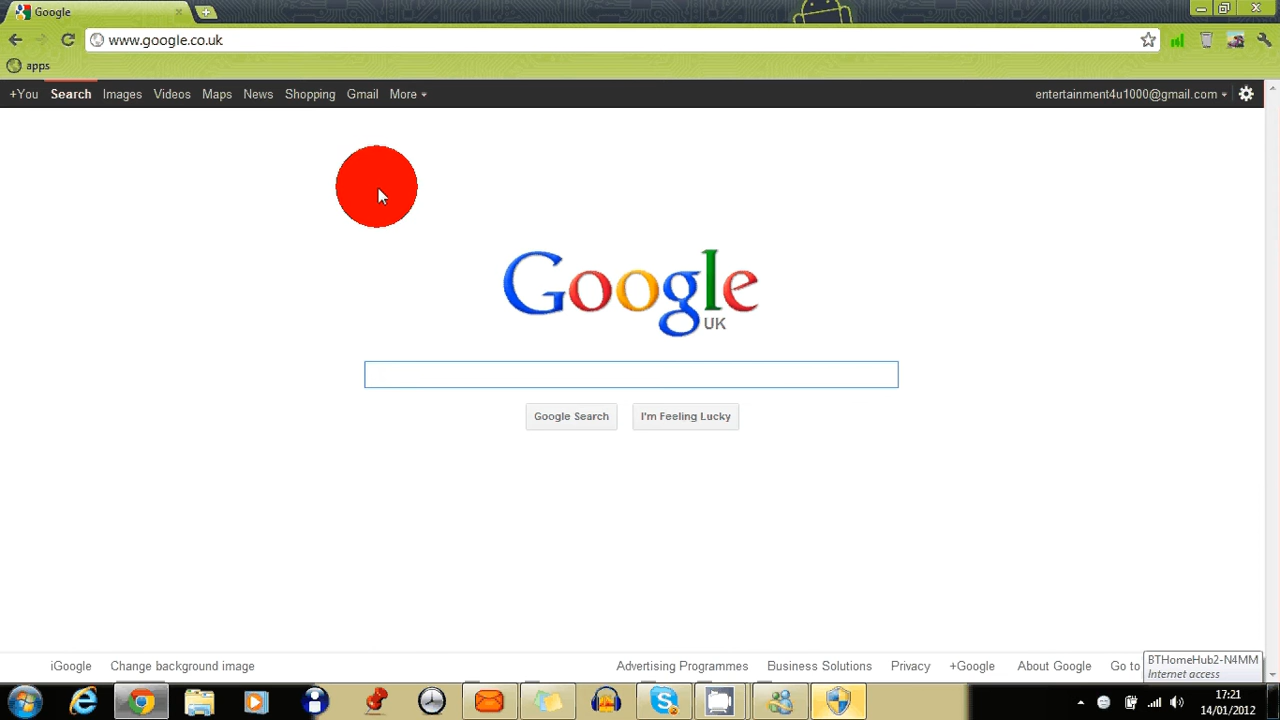 Google
www.google.co.uk
apps
+You Search Images Videos Maps News Shopping Gmail More entertainment4u1000@gmail.com
Google
UK
Google Search I'm Feeling Lucky
iGoogle Change background image Advertising Programmes Business Solutions Privacy +Google About Google Go to
BTHomeHub2-N4MM
Internet access
17:21
14/01/2012